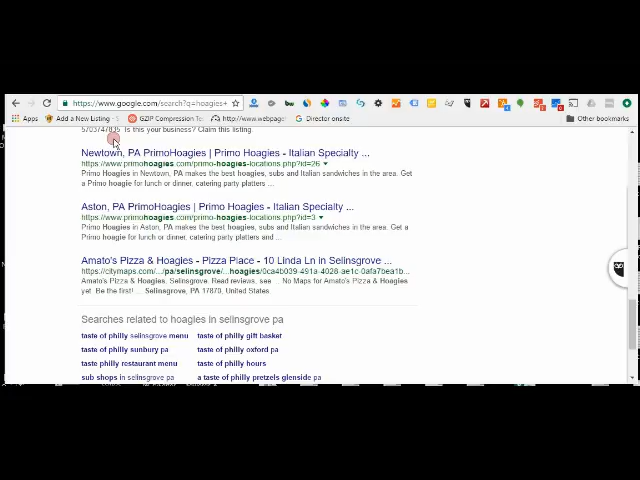 https://www.google.com/search?q=hoagies+
Apps Add a New Listing GZIP Compression Te http://www.webpage Director onsite Other bookmarks
5703747835 Is this your business? Claim this listing.
Newtown, PA PrimoHoagies | Primo Hoagies - Italian Specialty ...
https://www.primohoagies.com/primo-hoagies-locations.php?id=26
Primo Hoagies in Newtown, PA makes the best hoagies, subs and Italian sandwiches in the area. Get
a Primo hoagie for lunch or dinner, catering party platters ...
Aston, PA PrimoHoagies | Primo Hoagies - Italian Specialty ...
https://www.primohoagies.com/primo-hoagies-locations.php?id=3
Primo Hoagies in Aston, PA makes the best hoagies, subs and Italian sandwiches in the area. Get a
Primo hoagie for lunch or dinner, catering party platters and ...
Amato's Pizza & Hoagies - Pizza Place - 10 Linda Ln in Selinsgrove ...
https://citymaps.com/.../pa/selinsgrove/...hoagies/0ca4b039-491a-4028-ae1c-0afa7bea1b...
Amato's Pizza & Hoagies, Selinsgrove. Read reviews, see ... No Maps for Amato's Pizza & Hoagies
yet. Be the first!... Selinsgrove, PA 17870, United States.
Searches related to hoagies in selinsgrove pa
taste of philly selinsgrove menu taste of philly gift basket
taste of philly sunbury pa taste of philly oxford pa
taste philly restaurant menu taste of philly hours
sub shops in selinsgrove pa a taste of philly pretzels glenside pa